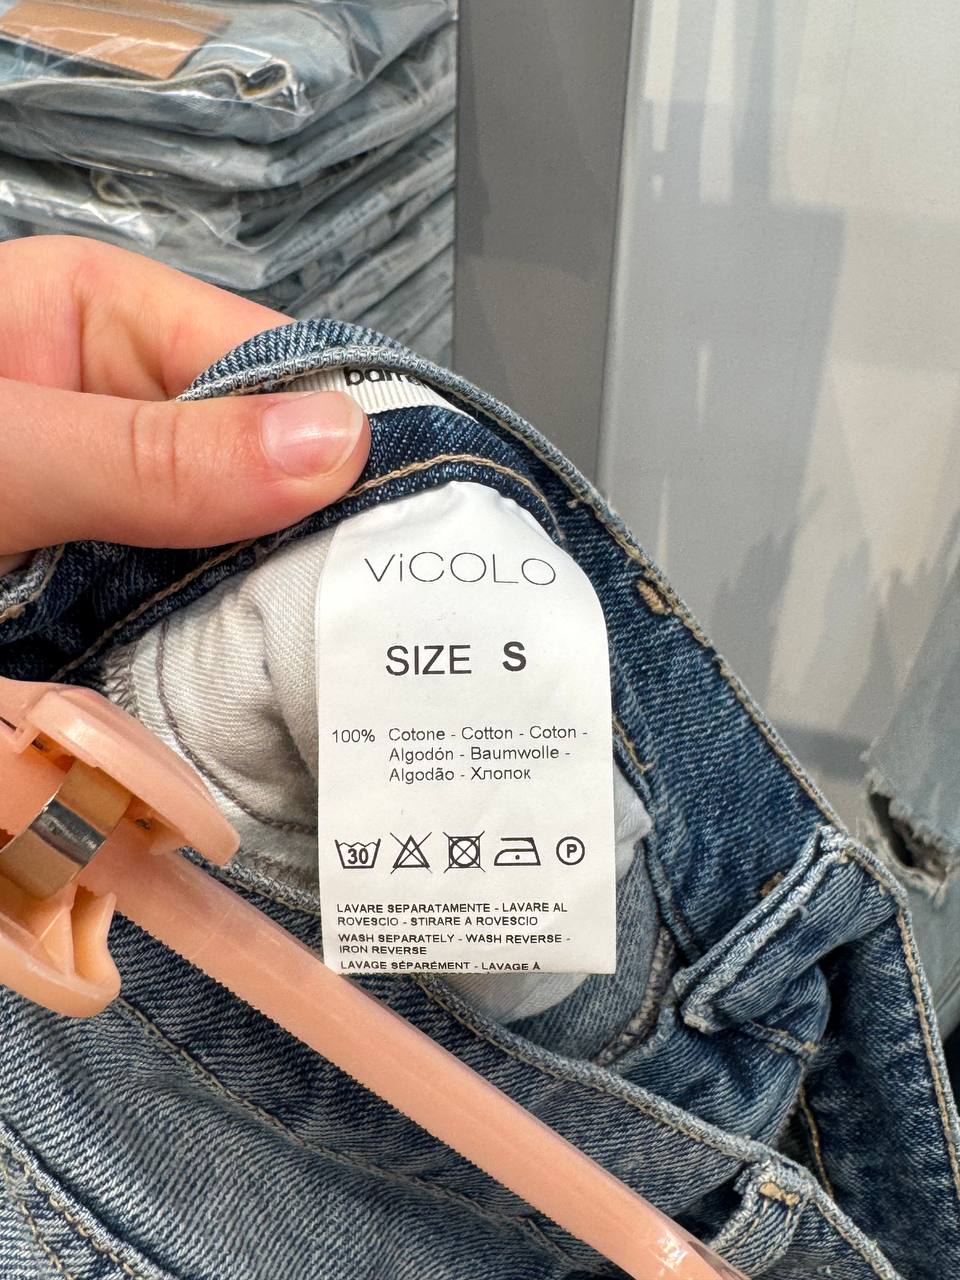 ViCOLO
SIZE S
100% Cotone - Cotton - Coton -
Algodón - Baumwolle -
Algodão - Хлопок
30
P
LAVARE SEPARATAMENTE - LAVARE AL
ROVESCIO - STIRARE A ROVESCIO
WASH SEPARATELY - WASH REVERSE -
IRON REVERSE
LAVAGE SÉPARÉMENT - LAVAGE À